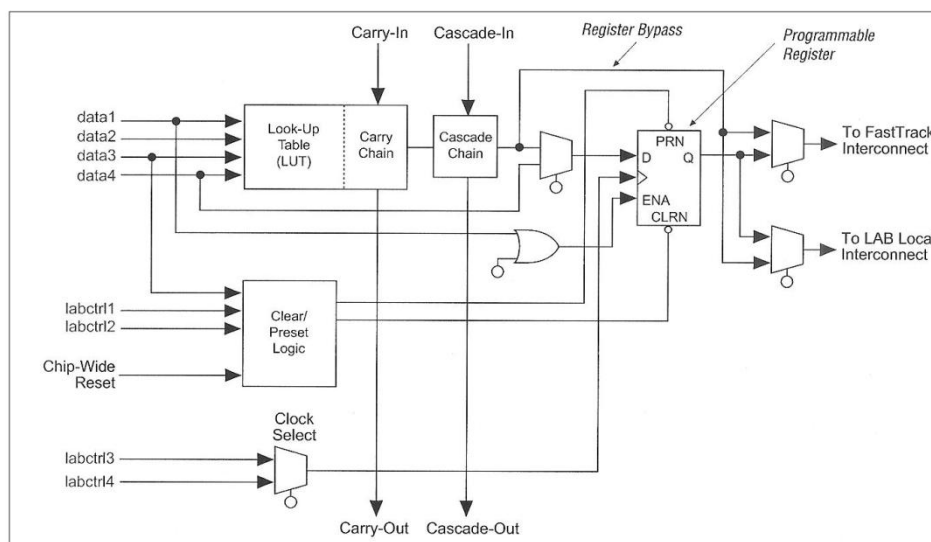 Carry-In
Cascade-In
Register Bypass
Programmable
Register
data1
data2
data3
data4
Look-Up
Table
(LUT)
Carry
Chain
Cascade
Chain
PRN
D
Q
ENA
CLRN
To FastTrack
Interconnect
To LAB Local
Interconnect
labctrl1
labctrl2
Clear/
Preset
Logic
Chip-Wide
Reset
Clock
Select
labctrl3
labctrl4
Carry-Out
Cascade-Out